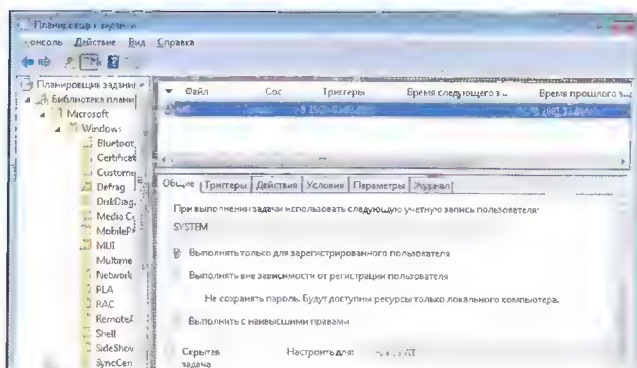 Планировщик задани
онсоль Действие Вид Справка
Планировщик задани
Библиотека плани
Microsoft
Windows
Bluetoot
Certificat
Custome
Defrag
DiskDiag
Media C
MobileP
MUI
Multime
Network
PLA
RAC
RemoteA
Shell
SideShov
SyncCen
Файл Сос Триггеры Время следующего з... Время прошлого з...
Общие Триггеры Действия Условия Параметры Журнал
При выполнении задачи использовать следующую учетную запись пользователя:
SYSTEM
Выполнять только для зарегистрированного пользователя
Выполнять вне зависимости от регистрации пользователя
Не сохранять пароль. Будут доступны ресурсы только локального компьютера.
Выполнить с наивысшими правами
Скрытая задача
Настроить для: